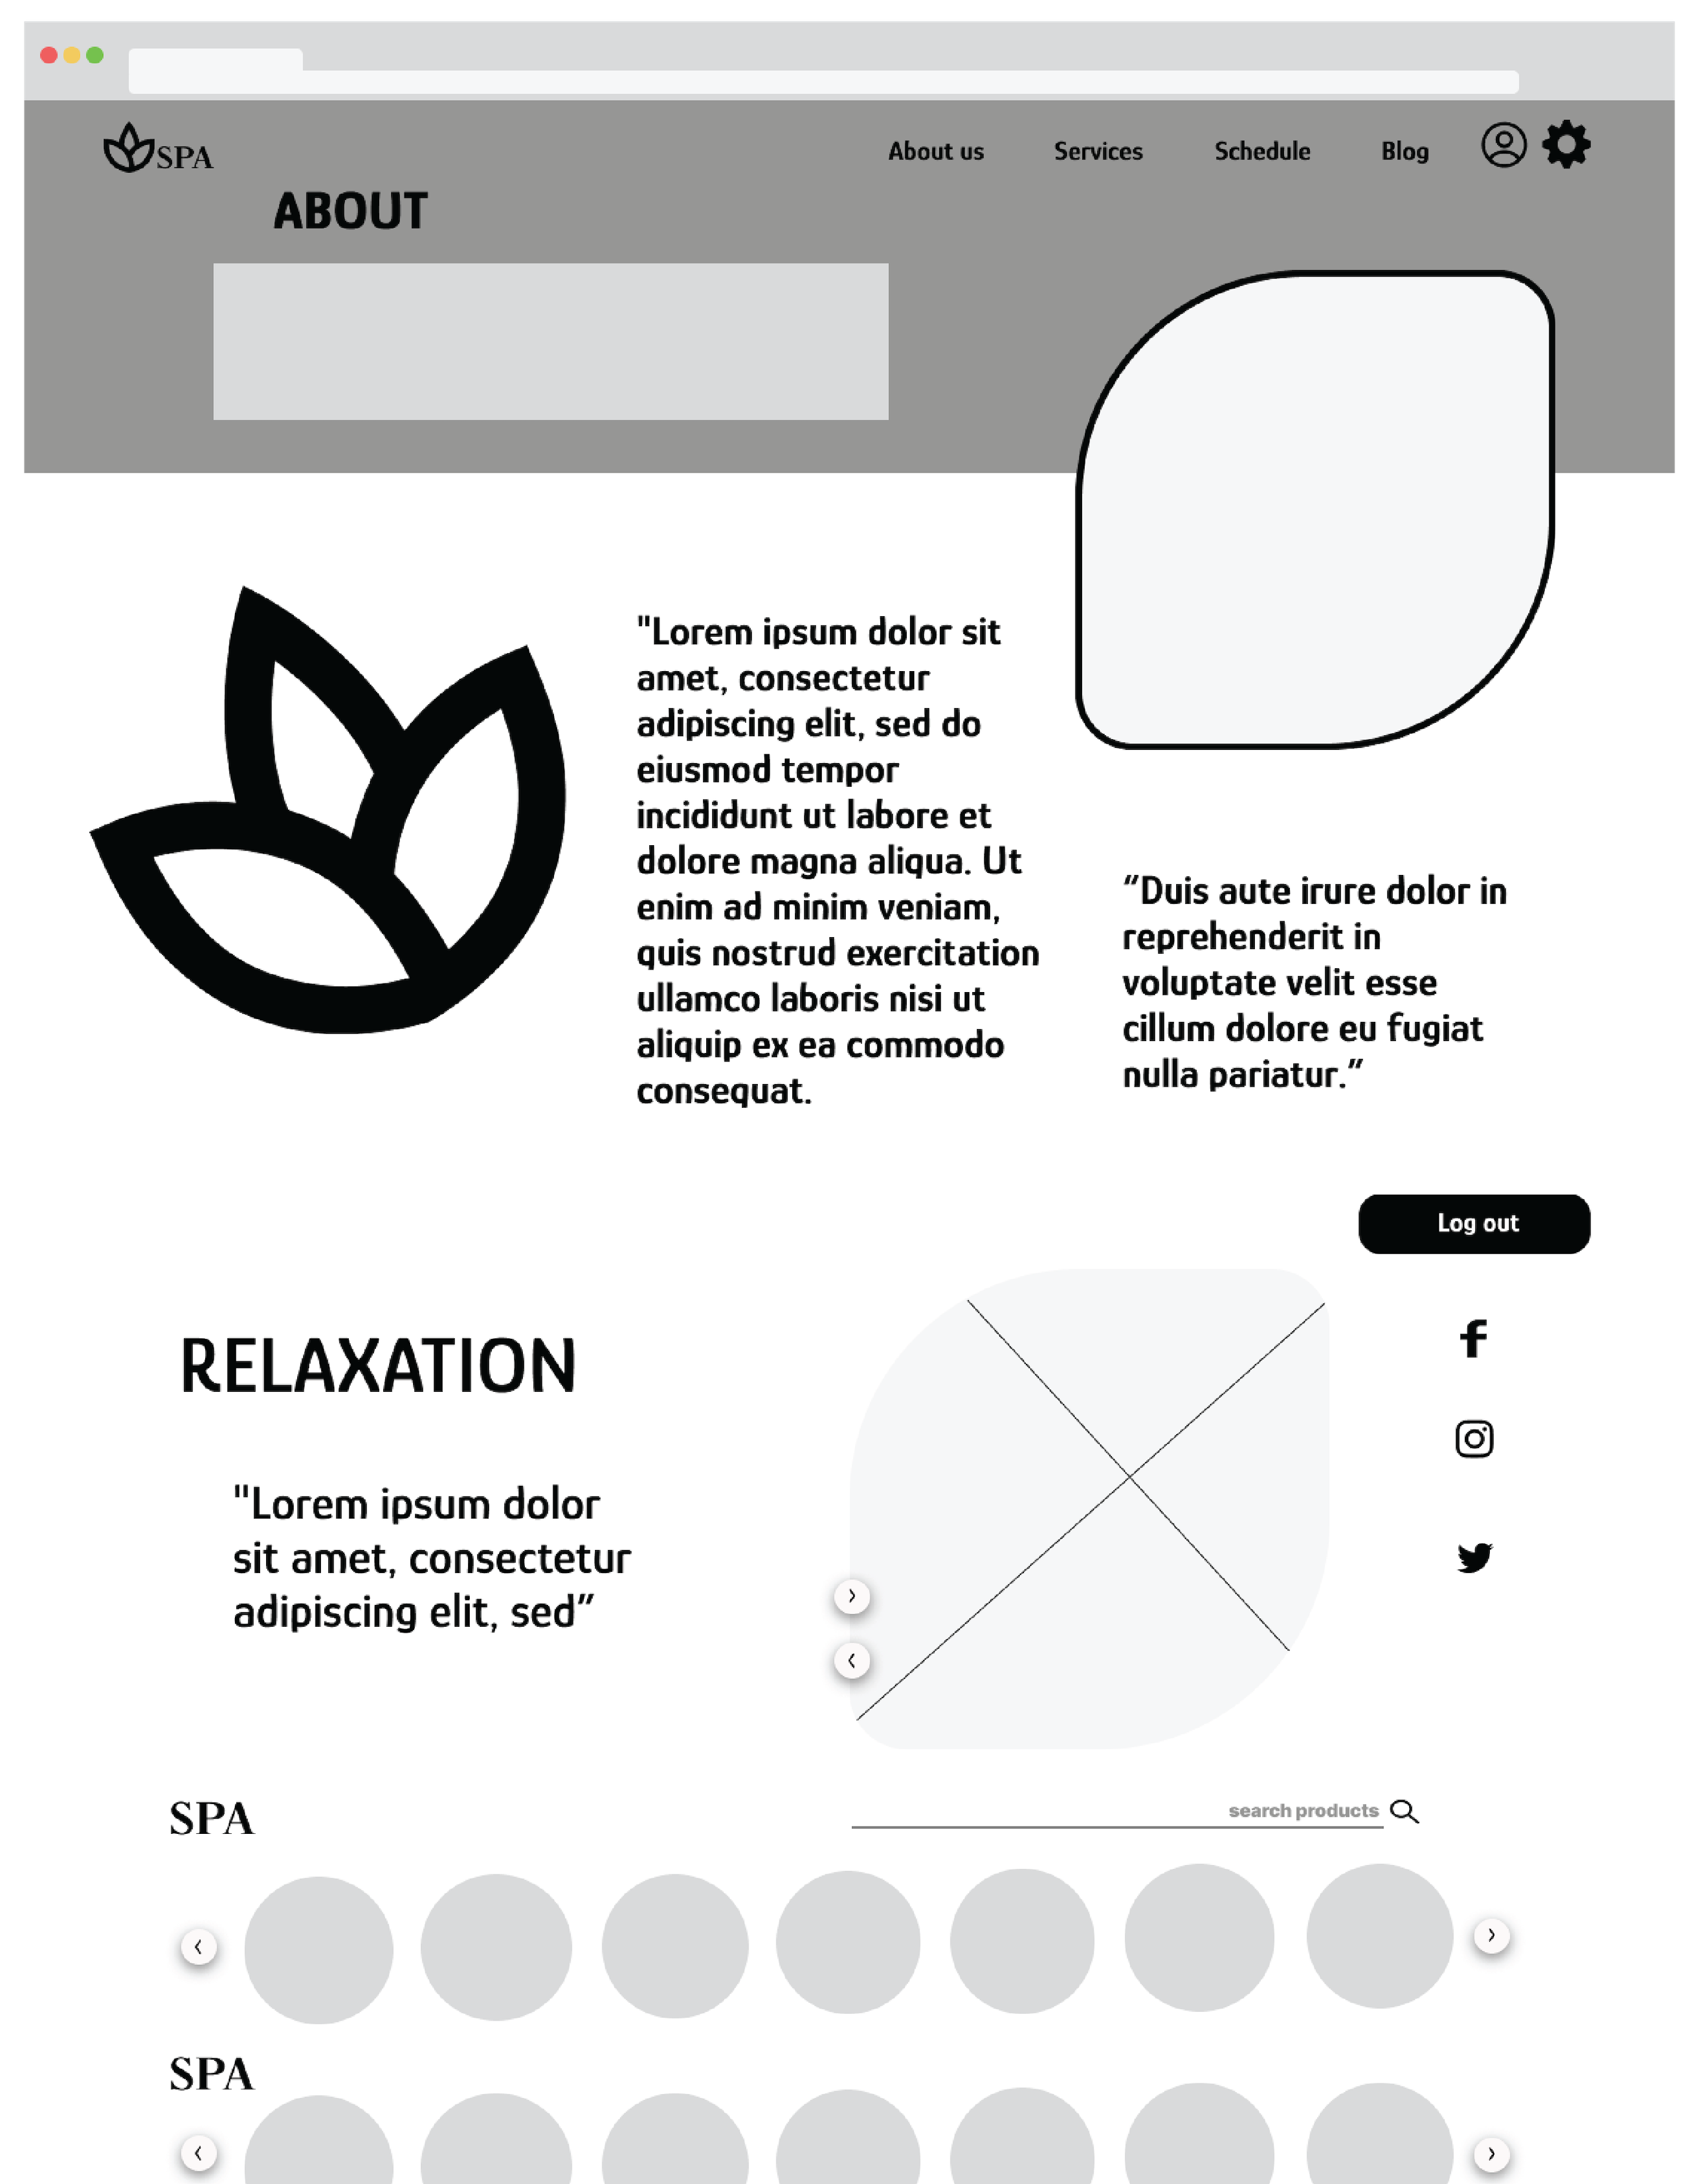 SPA
About us
Services
Schedule
Blog
ABOUT
"Lorem ipsum dolor sit
amet, consectetur
adipiscing elit, sed do
eiusmod tempor
incididunt ut labore et
dolore magna aliqua. Ut
enim ad minim veniam,
quis nostrud exercitation
ullamco laboris nisi ut
aliquip ex ea commodo
consequat.
”Duis aute irure dolor in
reprehenderit in
voluptate velit esse
cillum dolore eu fugiat
nulla pariatur.”
Log out
RELAXATION
"Lorem ipsum dolor
sit amet, consectetur
adipiscing elit, sed”
SPA
search products
SPA